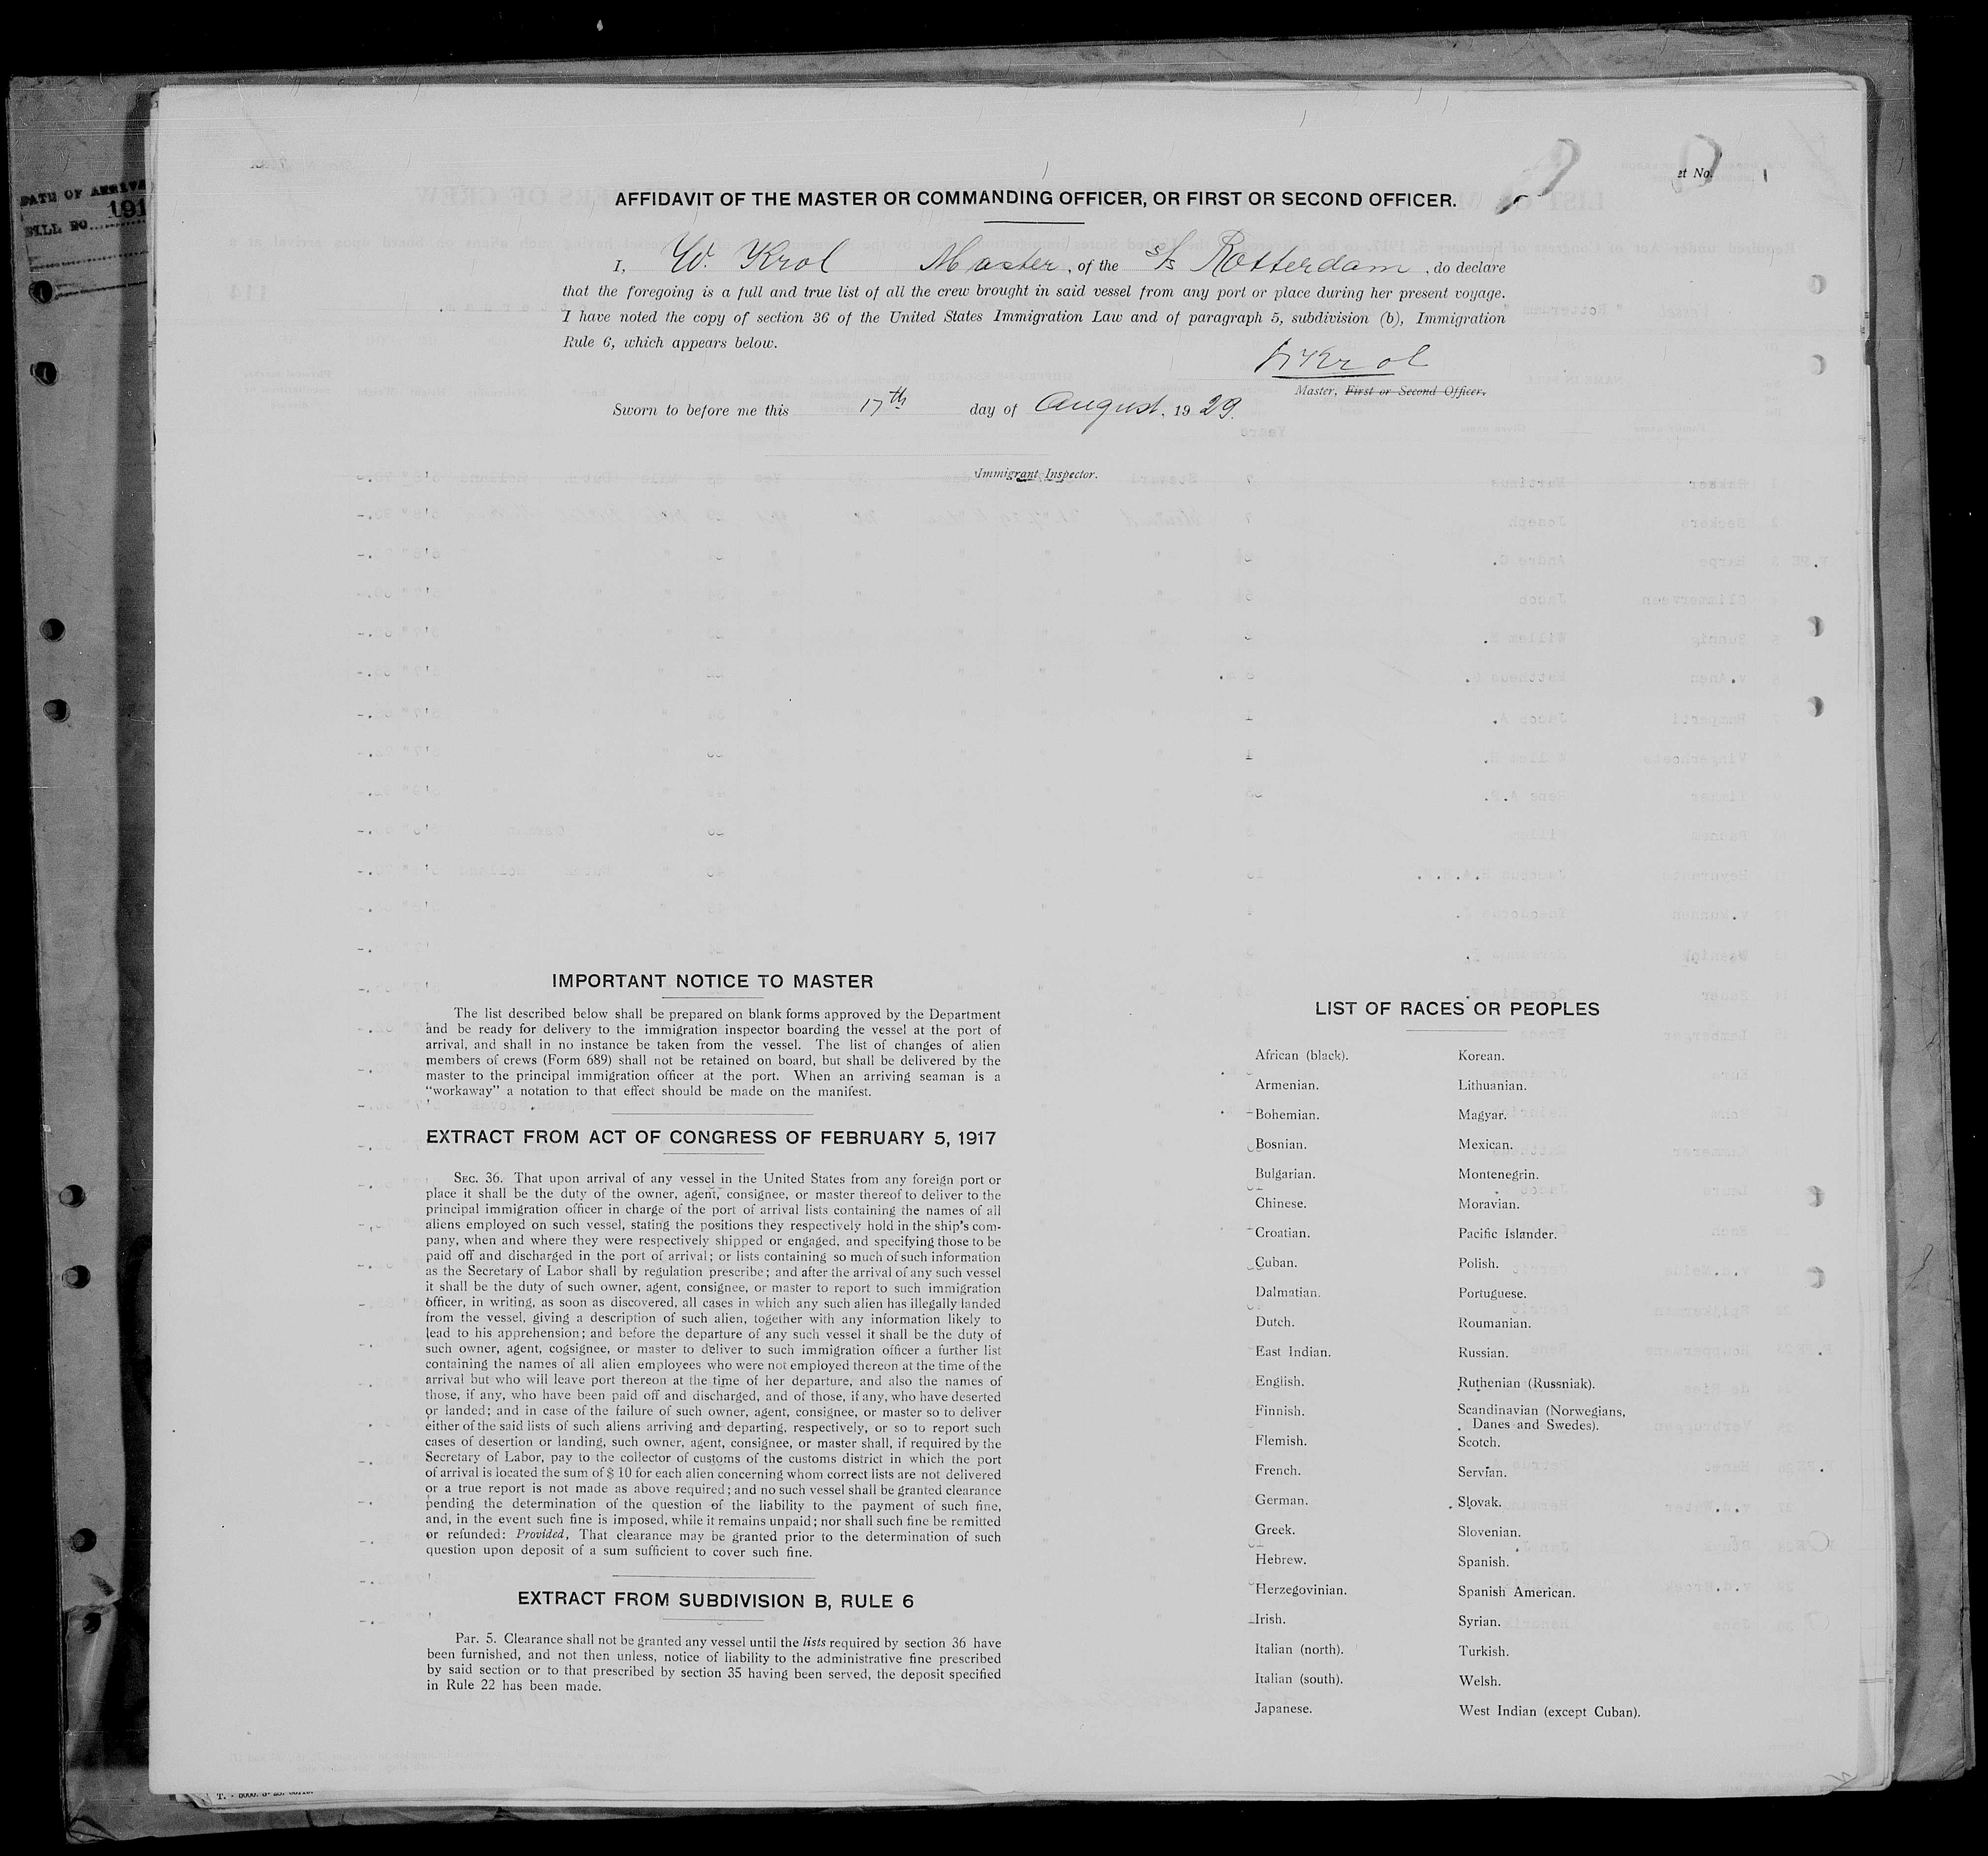 DATE OF ARRIVA
191
BILL NO
et No. 1
AFFIDAVIT OF THE MASTER OR COMMANDING OFFICER, OR FIRST OR SECOND OFFICER.
I, W. Krol Master, of the S/S Rotterdam, do declare
that the foregoing is a full and true list of all the crew brought in said vessel from any port or place during her present voyage.
I have noted the copy of section 36 of the United States Immigration Law and of paragraph 5, subdivision (b), Immigration
Rule 6, which appears below.
WKrol
Master, First or Second Officer.
Sworn to before me this 17th day of August, 1929.
Immigrant Inspector.
IMPORTANT NOTICE TO MASTER
The list described below shall be prepared on blank forms approved by the Department
and be ready for delivery to the immigration inspector boarding the vessel at the port of
arrival, and shall in no instance be taken from the vessel. The list of changes of alien
members of crews (Form 689) shall not be retained on board, but shall be delivered by the
master to the principal immigration officer at the port. When an arriving seaman is a
“workaway” a notation to that effect should be made on the manifest.
EXTRACT FROM ACT OF CONGRESS OF FEBRUARY 5, 1917
SEC. 36. That upon arrival of any vessel in the United States from any foreign port or
place it shall be the duty of the owner, agent, consignee, or master thereof to deliver to the
principal immigration officer in charge of the port of arrival lists containing the names of all
aliens employed on such vessel, stating the positions they respectively hold in the ship's com-
pany, when and where they were respectively shipped or engaged, and specifying those to be
paid off and discharged in the port of arrival; or lists containing so much of such information
as the Secretary of Labor shall by regulation prescribe; and after the arrival of any such vessel
it shall be the duty of such owner, agent, consignee, or master to report to such immigration
officer, in writing, as soon as discovered, all cases in which any such alien has illegally landed
from the vessel, giving a description of such alien, together with any information likely to
lead to his apprehension; and before the departure of any such vessel it shall be the duty of
such owner, agent, cogsignee, or master to deliver to such immigration officer a further list
containing the names of all alien employees who were not employed thereon at the time of the
arrival but who will leave port thereon at the time of her departure, and also the names of
those, if any, who have been paid off and discharged, and of those, if any, who have deserted
or landed; and in case of the failure of such owner, agent, consignee, or master so to deliver
either of the said lists of such aliens arriving and departing, respectively, or so to report such
cases of desertion or landing, such owner, agent, consignee, or master shall, if required by the
Secretary of Labor, pay to the collector of customs of the customs district in which the port
of arrival is located the sum of $ 10 for each alien concerning whom correct lists are not delivered
or a true report is not made as above required; and no such vessel shall be granted clearance
pending the determination of the question of the liability to the payment of such fine,
and, in the event such fine is imposed, while it remains unpaid; nor shall such fine be remitted
or refunded: Provided, That clearance may be granted prior to the determination of such
question upon deposit of a sum sufficient to cover such fine.
EXTRACT FROM SUBDIVISION B, RULE 6
Par. 5. Clearance shall not be granted any vessel until the lists required by section 36 have
been furnished, and not then unless, notice of liability to the administrative fine prescribed
by said section or to that prescribed by section 35 having been served, the deposit specified
in Rule 22 has been made.
LIST OF RACES OR PEOPLES
African (black).
Armenian.
Bohemian.
Bosnian.
Bulgarian.
Chinese.
Croatian.
Cuban.
Dalmatian.
Dutch.
East Indian.
English.
Finnish.
Flemish.
French.
German.
Greek.
Hebrew.
Herzegovinian.
Irish.
Italian (north).
Italian (south).
Japanese.
Korean.
Lithuanian.
Magyar.
Mexican.
Montenegrin.
Moravian.
Pacific Islander.
Polish.
Portuguese.
Roumanian.
Russian.
Ruthenian (Russniak).
Scandinavian (Norwegians,
Danes and Swedes).
Scotch.
Servian.
Slovak.
Slovenian.
Spanish.
Spanish American.
Syrian.
Turkish.
Welsh.
West Indian (except Cuban).